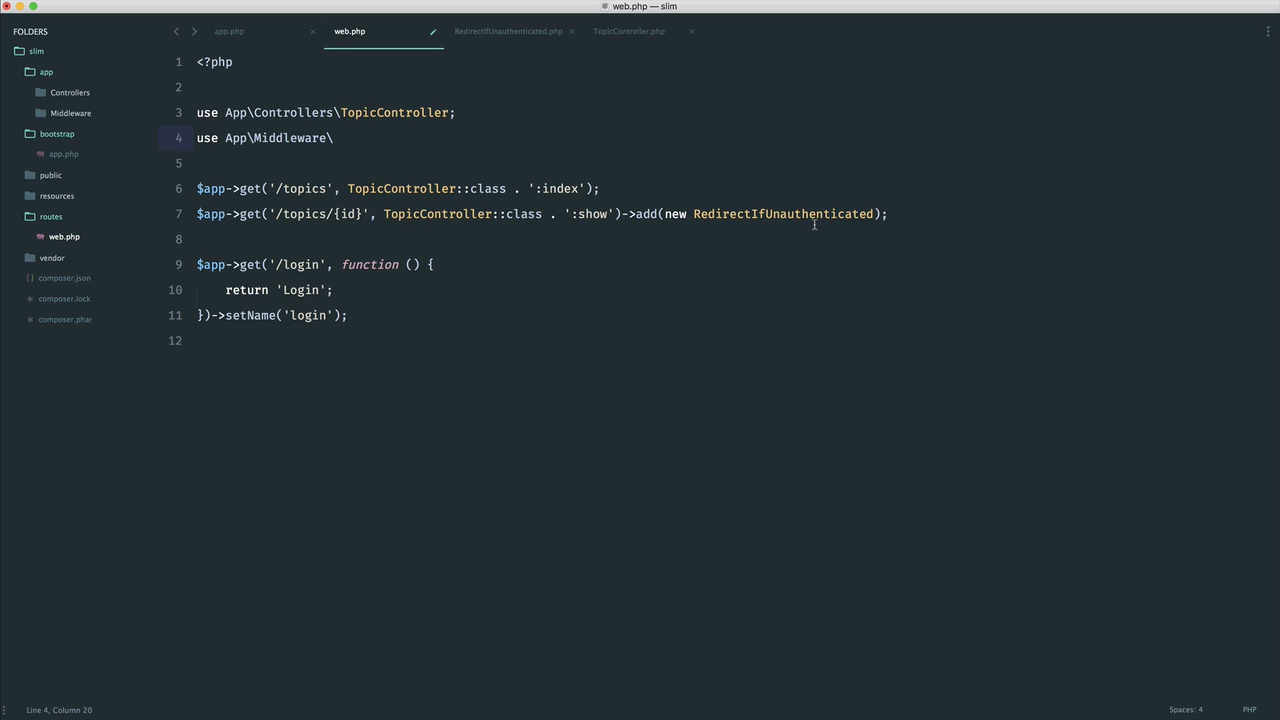 web.php — slim
FOLDERS
slim
app
Controllers
Middleware
bootstrap
app.php
public
resources
routes
web.php
vendor
composer.json
composer.lock
composer.phar
app.php
web.php
RedirectIfUnauthenticated.php
TopicController.php
1 <?php
2
3 use App\Controllers\TopicController;
4 use App\Middleware\
5
6 $app->get('/topics', TopicController::class . ':index');
7 $app->get('/topics/{id}', TopicController::class . ':show')->add(new RedirectIfUnauthenticated);
8
9 $app->get('/login', function () {
10     return 'Login';
11 })->setName('login');
12
Line 4, Column 20
Spaces: 4
PHP